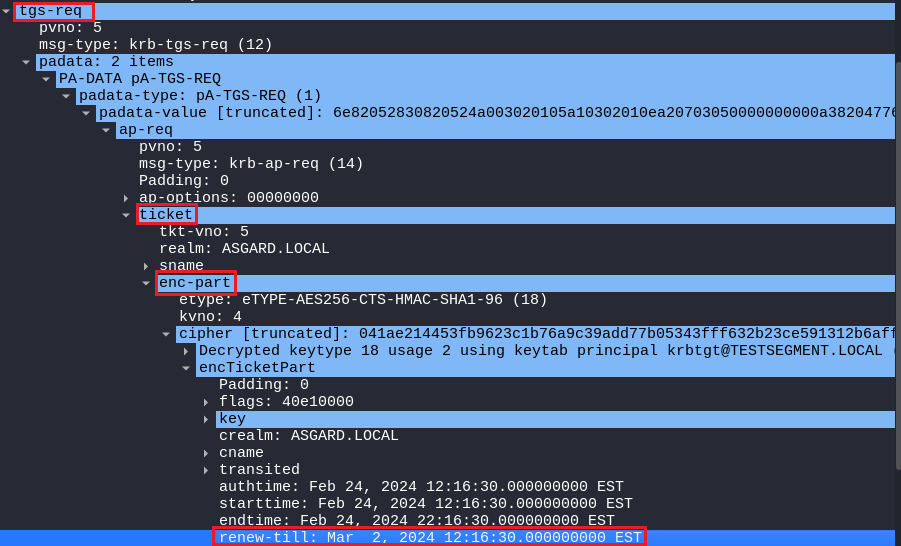 tgs-req
pvno: 5
msg-type: krb-tgs-req (12)
padata: 2 items
PA-DATA pA-TGS-REQ
padata-type: pA-TGS-REQ (1)
padata-value [truncated]: 6e82052830820524a003020105a10302010ea20703050000000000a38204776
ap-req
pvno: 5
msg-type: krb-ap-req (14)
Padding: 0
ap-options: 00000000
ticket
tkt-vno: 5
realm: ASGARD.LOCAL
sname
enc-part
etype: eTYPE-AES256-CTS-HMAC-SHA1-96 (18)
kvno: 4
cipher [truncated]: 041ae214453fb9623c1b76a9c39add77b05343fff632b23ce591312b6aff
Decrypted keytype 18 usage 2 using keytab principal krbtgt@TESTSEGMENT.LOCAL (
encTicketPart
Padding: 0
flags: 40e10000
key
crealm: ASGARD.LOCAL
cname
transited
authtime: Feb 24, 2024 12:16:30.000000000 EST
starttime: Feb 24, 2024 12:16:30.000000000 EST
endtime: Feb 24, 2024 22:16:30.000000000 EST
renew-till: Mar  2, 2024 12:16:30.000000000 EST